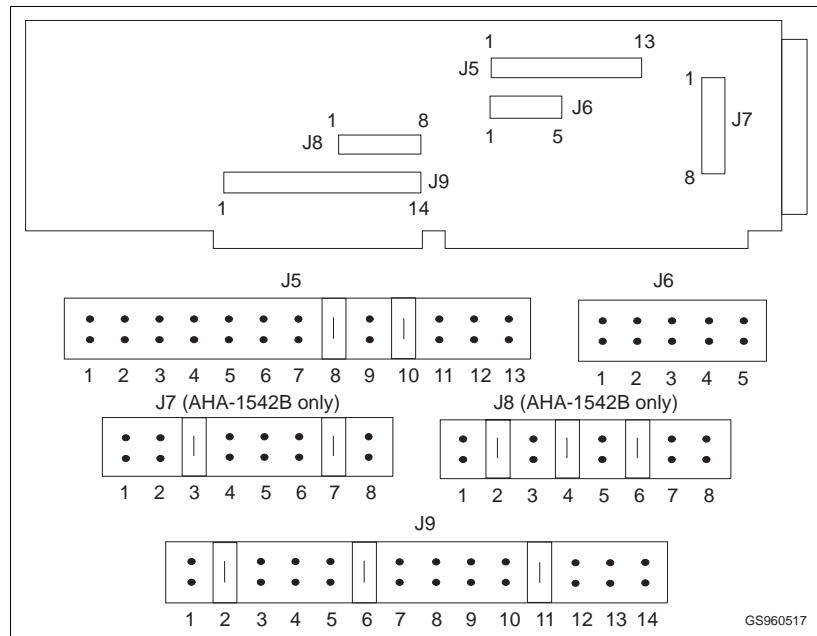 1 13
J5
1 5
J6
1
8
J7
1 8
J8
J9
1 14
J5
1 2 3 4 5 6 7 8 9 10 11 12 13
J6
1 2 3 4 5
J7 (AHA-1542B only)
1 2 3 4 5 6 7 8
J8 (AHA-1542B only)
1 2 3 4 5 6 7 8
J9
1 2 3 4 5 6 7 8 9 10 11 12 13 14
GS960517